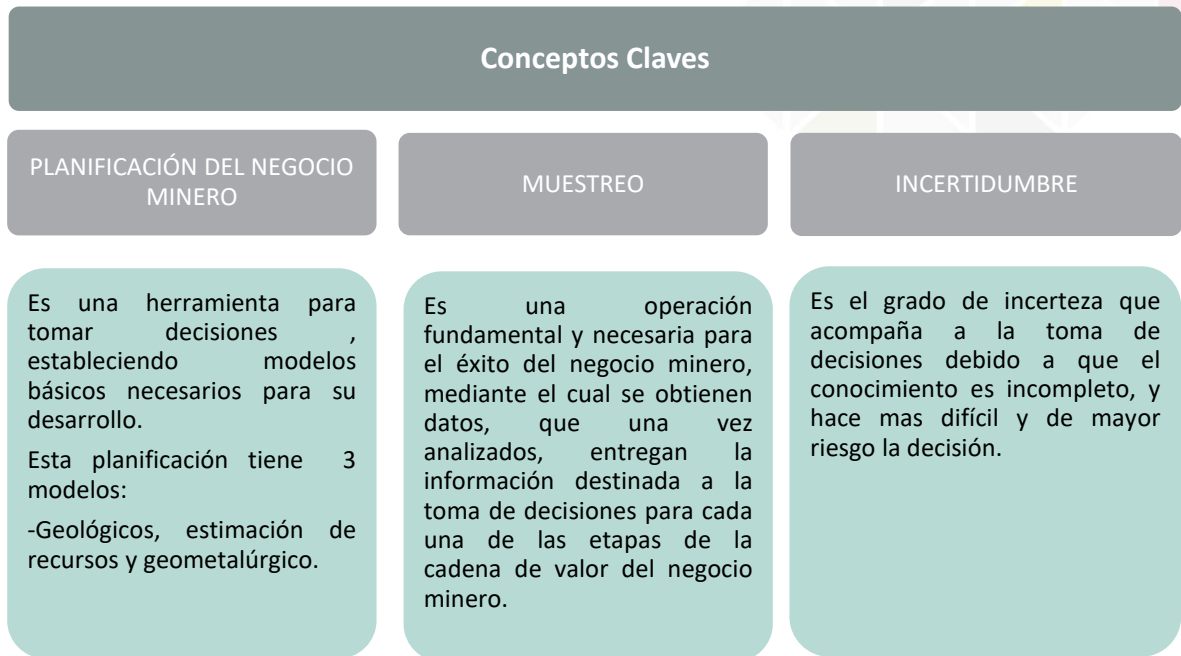 Conceptos Claves
PLANIFICACIÓN DEL NEGOCIO
MINERO
Es una herramienta para
tomar decisiones ,
estableciendo modelos
básicos necesarios para su
desarrollo.
Esta planificación tiene 3
modelos:
-Geológicos, estimación de
recursos y geometalúrgico.
MUESTREO
Es una operación
fundamental y necesaria para
el éxito del negocio minero,
mediante el cual se obtienen
datos, que una vez
analizados, entregan la
información destinada a la
toma de decisiones para cada
una de las etapas de la
cadena de valor del negocio
minero.
INCERTIDUMBRE
Es el grado de incerteza que
acompaña a la toma de
decisiones debido a que el
conocimiento es incompleto, y
hace mas difícil y de mayor
riesgo la decisión.